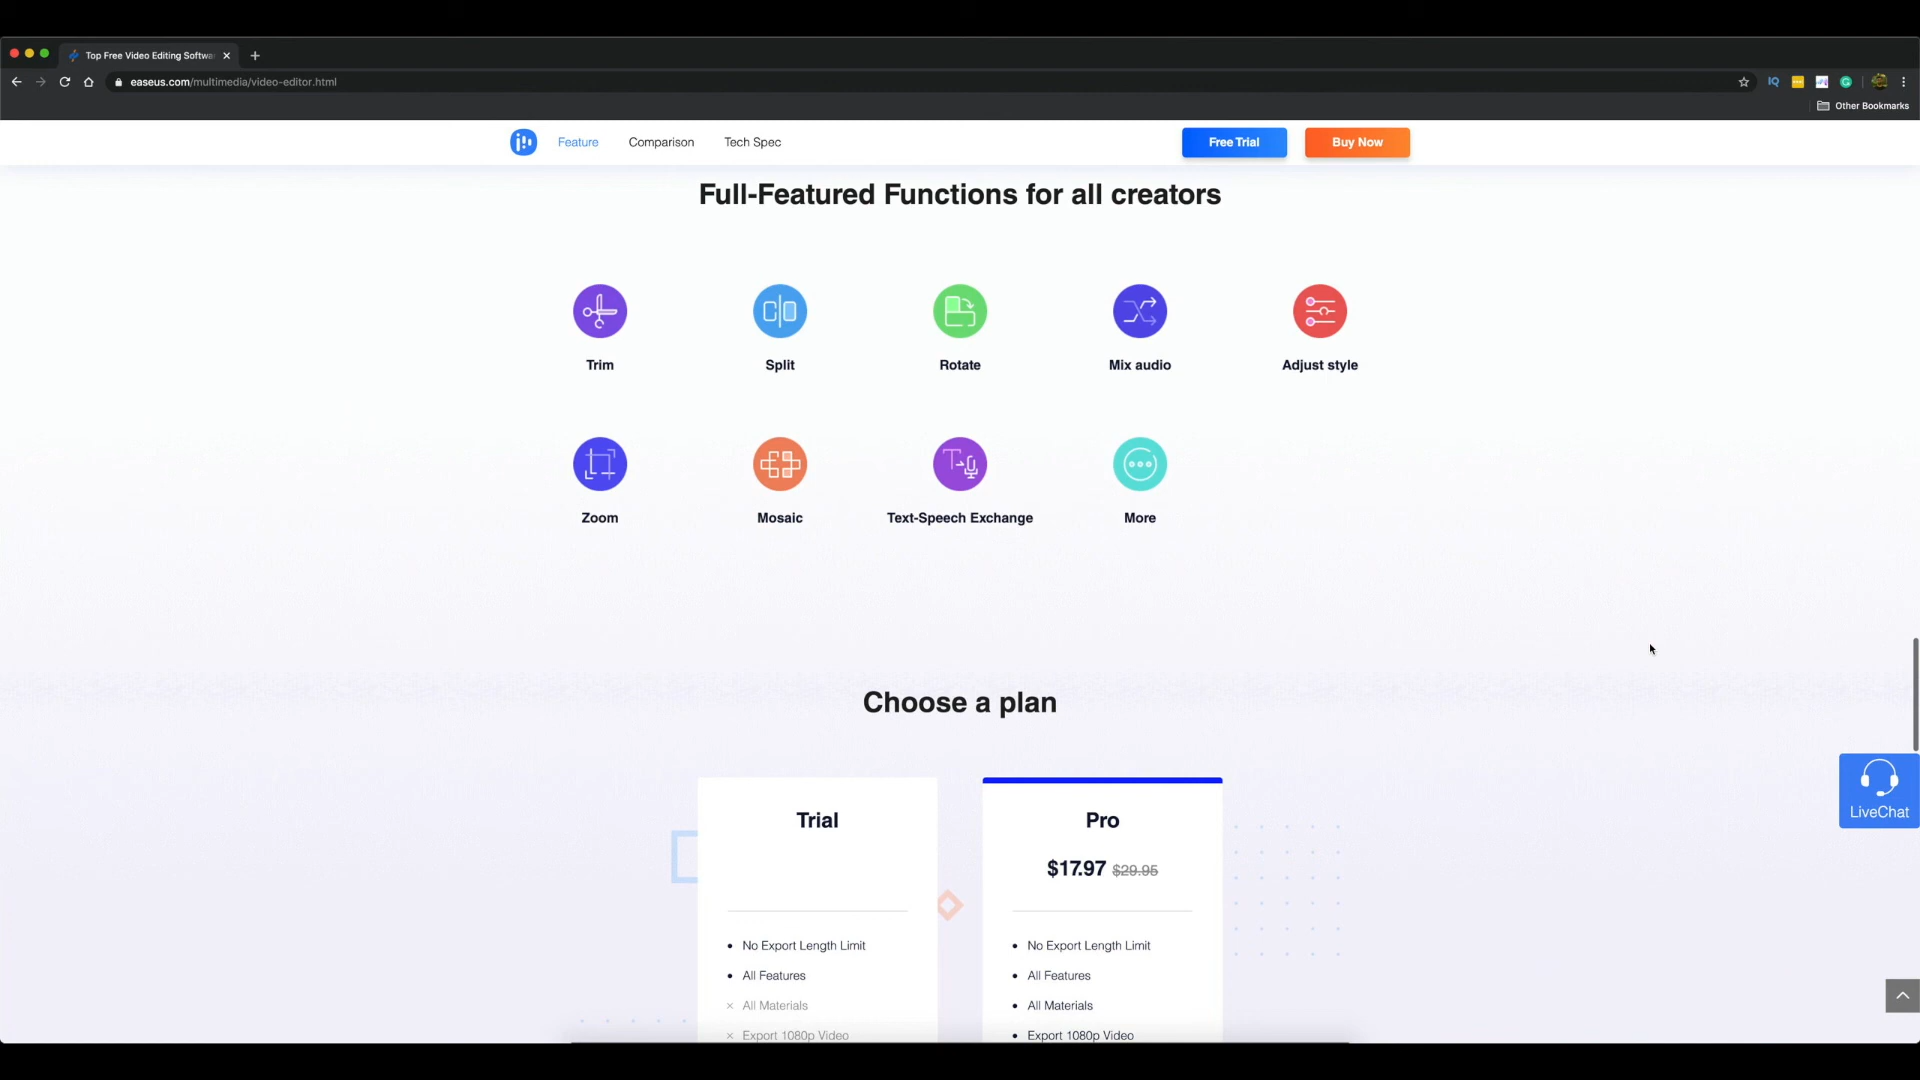 Top Free Video Editing Softwa
easeus.com/multimedia/video-editor.html
IQ
Other Bookmarks
Feature
Comparison
Tech Spec
Free Trial
Buy Now
Full-Featured Functions for all creators
Trim
Split
Rotate
Mix audio
Adjust style
Zoom
Mosaic
Text-Speech Exchange
More
Choose a plan
Trial
Pro
$17.97 $29.95
No Export Length Limit
All Features
All Materials
Export 1080p Video
No Export Length Limit
All Features
All Materials
Export 1080p Video
LiveChat